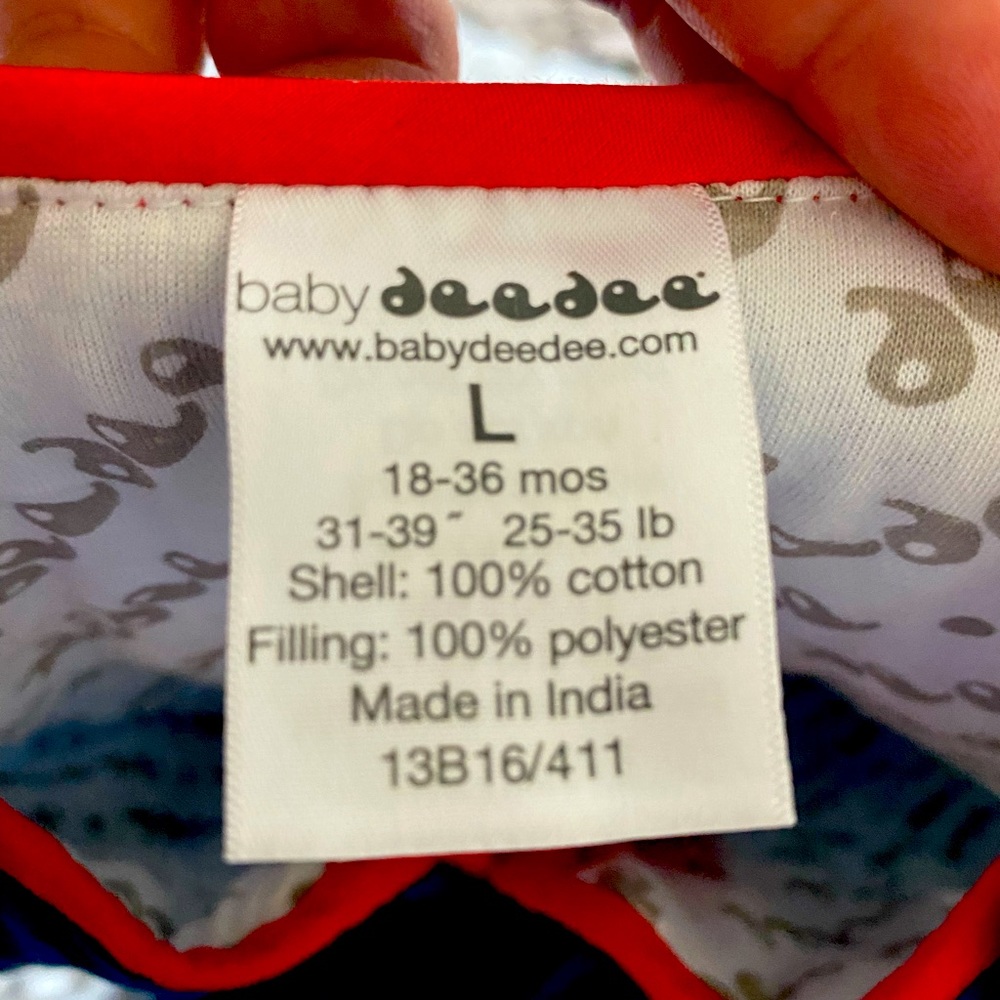 baby deedee
www.babydeedee.com
L
18-36 mos
31-39˝ 25-35 lb
Shell: 100% cotton
Filling: 100% polyester
Made in India
13B16/411